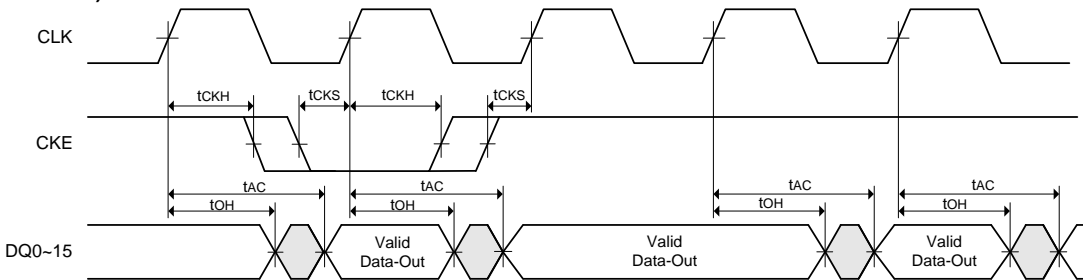 CLK
tCKH tCKS tCKH tCKS
CKE
tAC tAC tAC tAC
tOH tOH tOH tOH
DQ0~15
Valid Data-Out
Valid Data-Out
Valid Data-Out